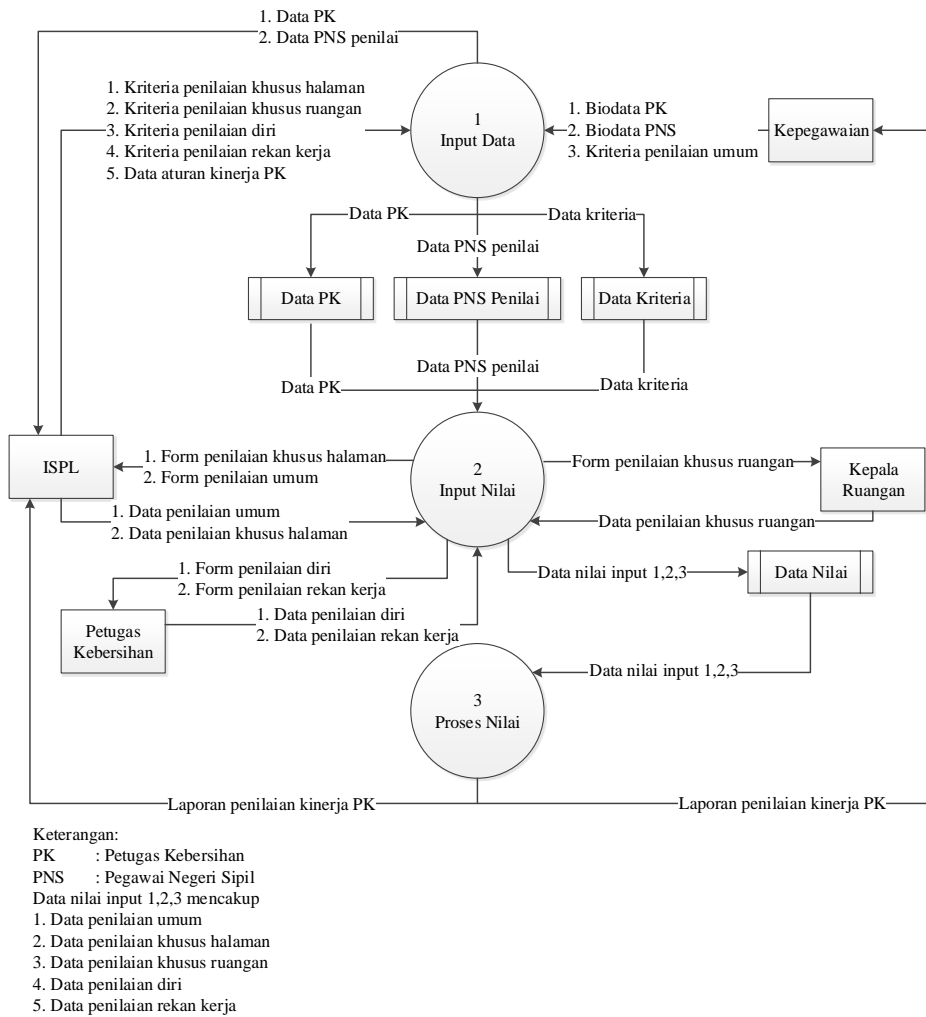 1. Data PK
2. Data PNS penilai
1. Kriteria penilaian khusus halaman
2. Kriteria penilaian khusus ruangan
3. Kriteria penilaian diri
4. Kriteria penilaian rekan kerja
5. Data aturan kinerja PK
1
Input Data
1. Biodata PK
2. Biodata PNS
3. Kriteria penilaian umum
Kepegawaian
Data PK
Data kriteria
Data PNS penilai
Data PK
Data PNS Penilai
Data Kriteria
Data PNS penilai
Data PK
Data kriteria
ISPL
1. Form penilaian khusus halaman
2. Form penilaian umum
2
Input Nilai
Form penilaian khusus ruangan
Kepala
Ruangan
1. Data penilaian umum
2. Data penilaian khusus halaman
Data penilaian khusus ruangan
1. Form penilaian diri
2. Form penilaian rekan kerja
Data nilai input 1,2,3
Data Nilai
Petugas
Kebersihan
1. Data penilaian diri
2. Data penilaian rekan kerja
Data nilai input 1,2,3
3
Proses Nilai
Laporan penilaian kinerja PK
Laporan penilaian kinerja PK
Keterangan:
PK : Petugas Kebersihan
PNS : Pegawai Negeri Sipil
Data nilai input 1,2,3 mencakup
1. Data penilaian umum
2. Data penilaian khusus halaman
3. Data penilaian khusus ruangan
4. Data penilaian diri
5. Data penilaian rekan kerja